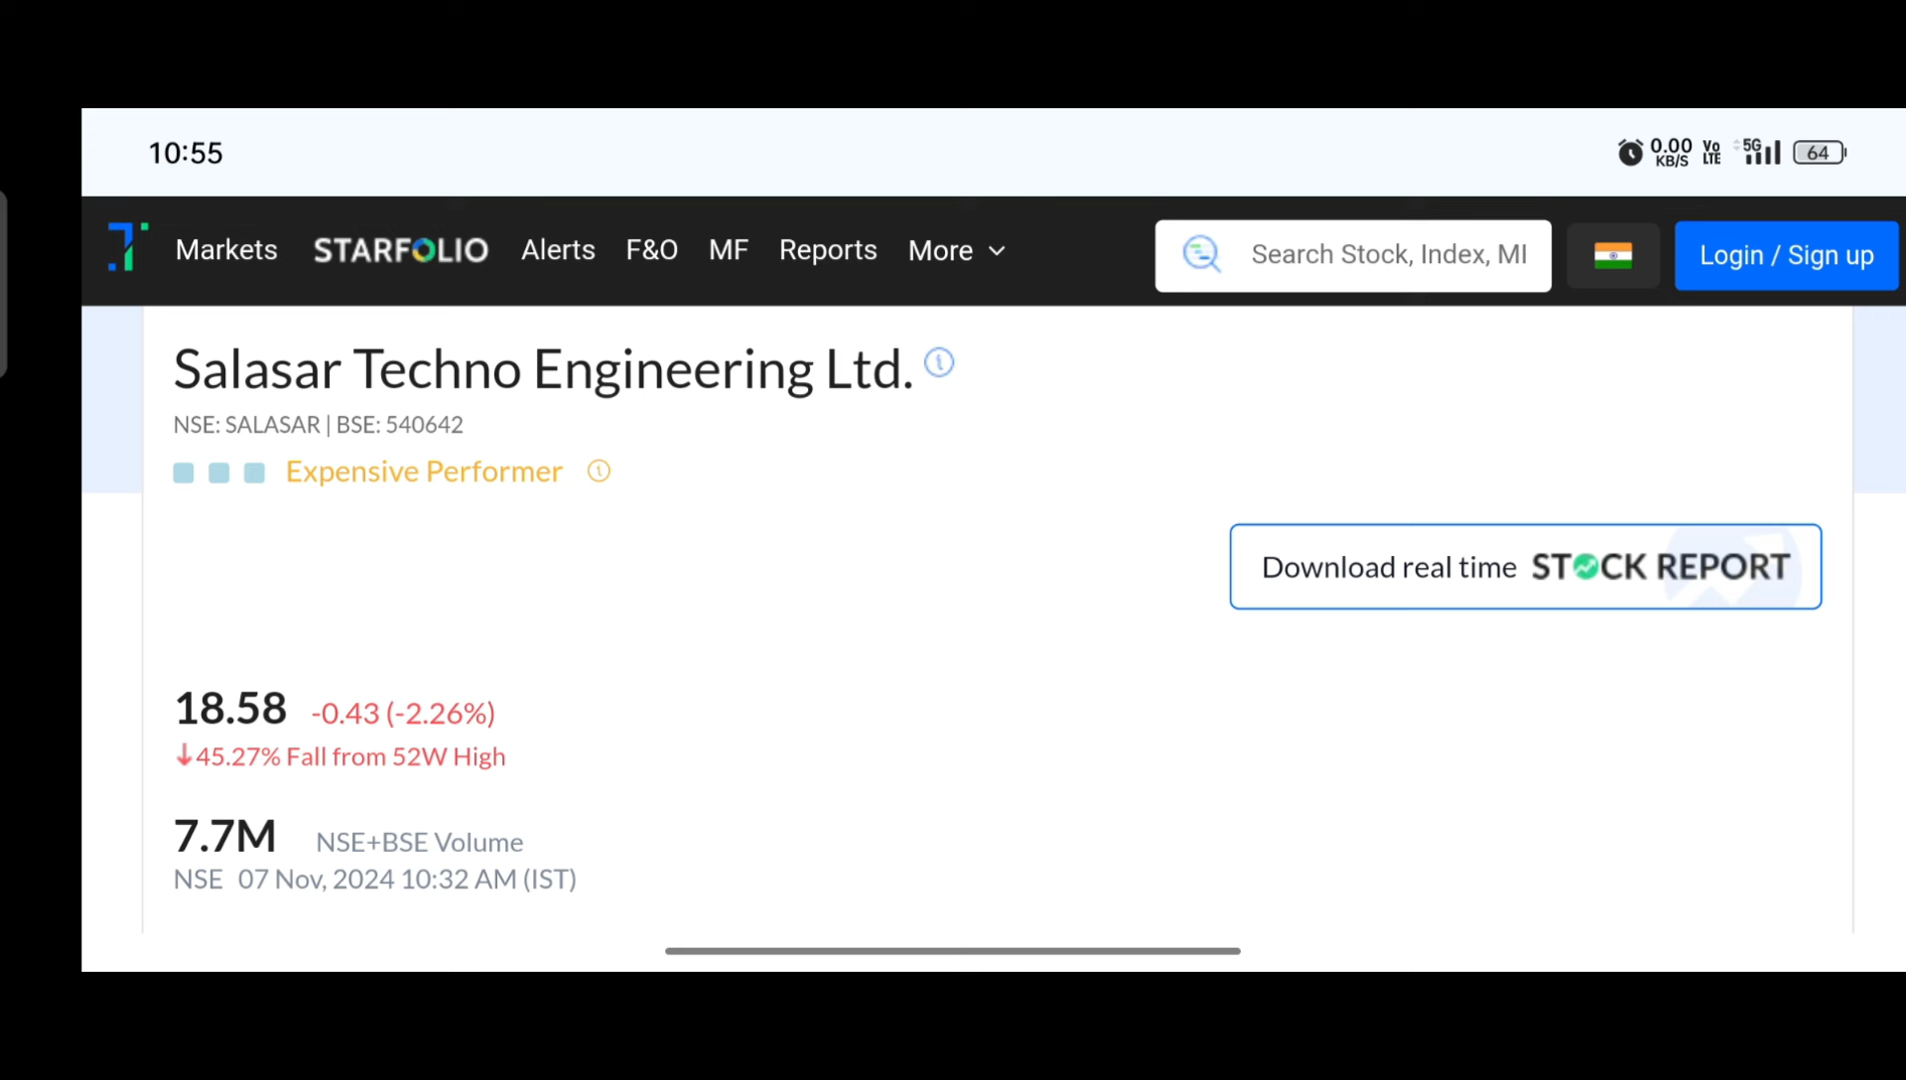 10:55 0.00 KB/S Vo LTE 5G 64
Markets STARFOLIO Alerts F&O MF Reports More Search Stock, Index, MI Login / Sign up
Salasar Techno Engineering Ltd.
NSE: SALASAR | BSE: 540642
Expensive Performer
Download real time STOCK REPORT
18.58 -0.43 (-2.26%)
↓45.27% Fall from 52W High
7.7M NSE+BSE Volume
NSE 07 Nov, 2024 10:32 AM (IST)